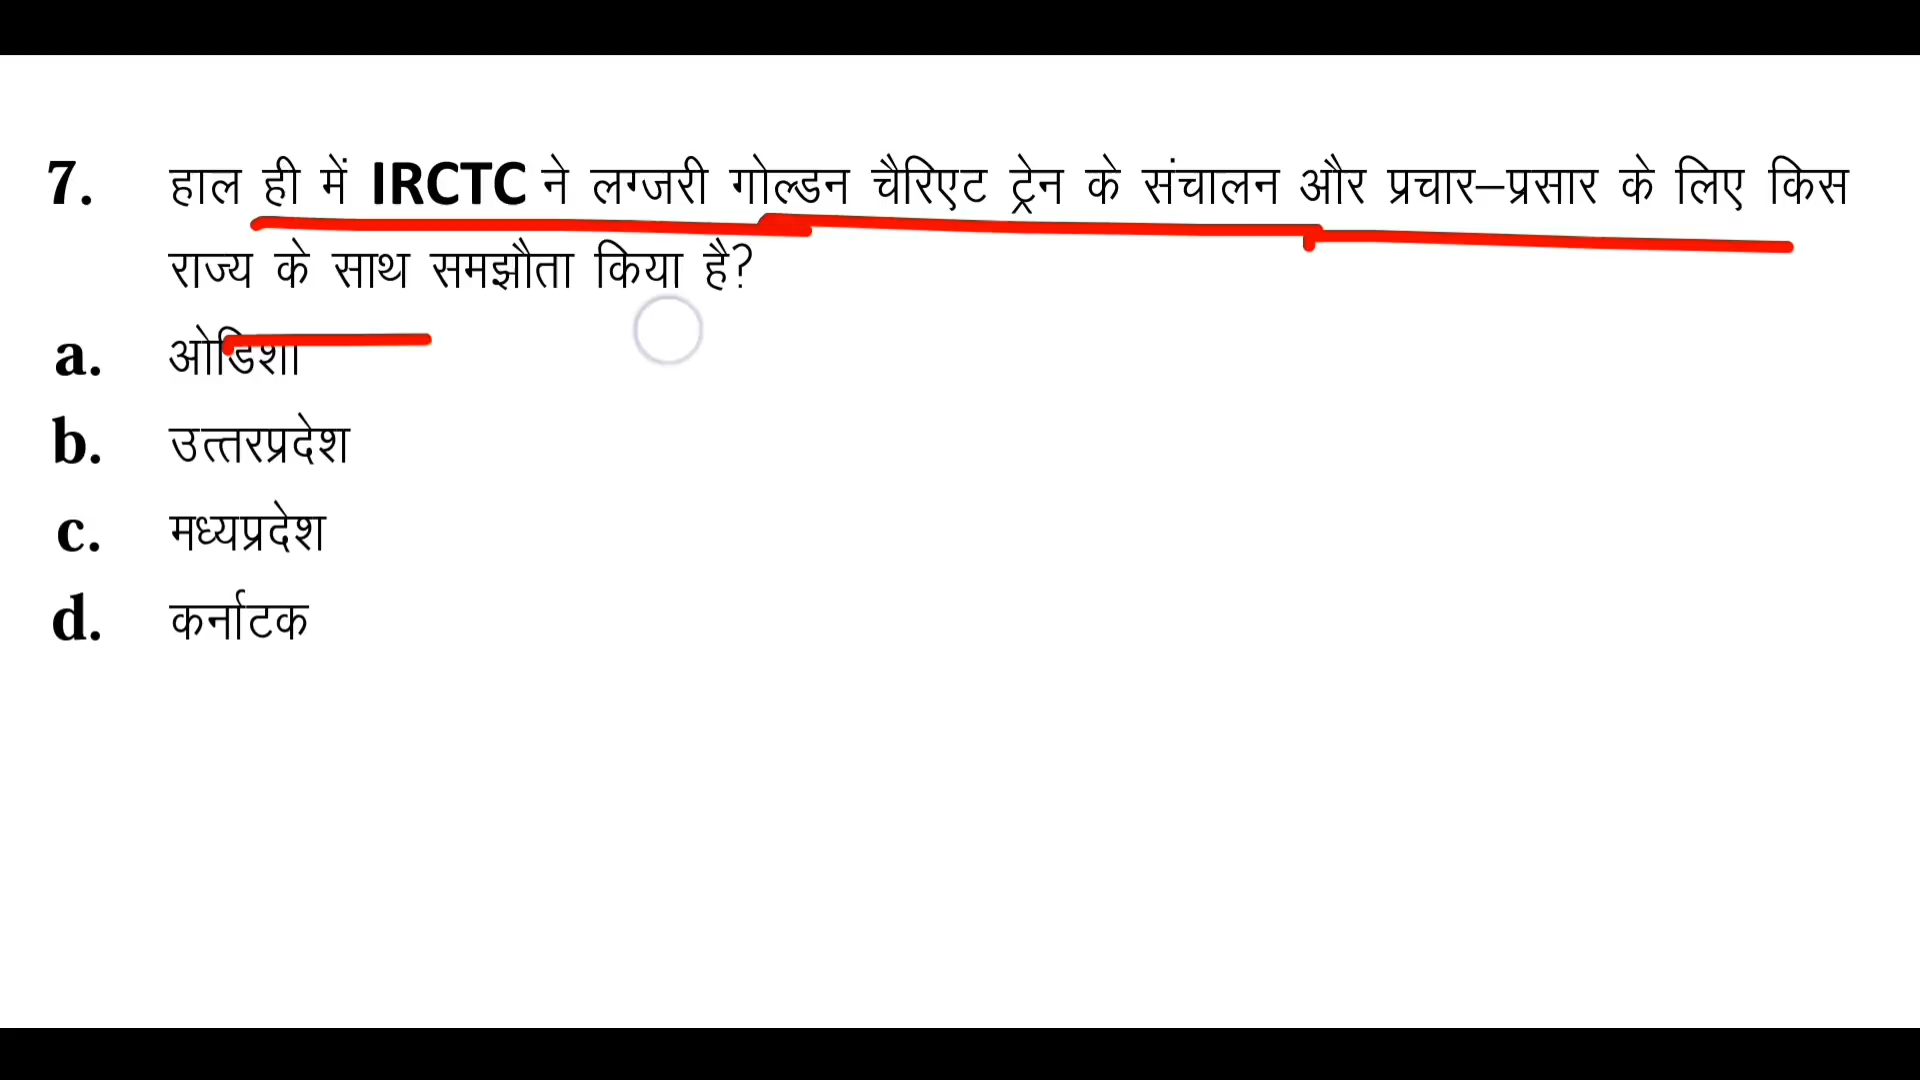 7. हाल ही में IRCTC ने लग्जरी गोल्डन चैरिएट ट्रेन के संचालन और प्रचार–प्रसार के लिए किस
राज्य के साथ समझौता किया है?
a. ओडिशा
b. उत्तरप्रदेश
c. मध्यप्रदेश
d. कर्नाटक